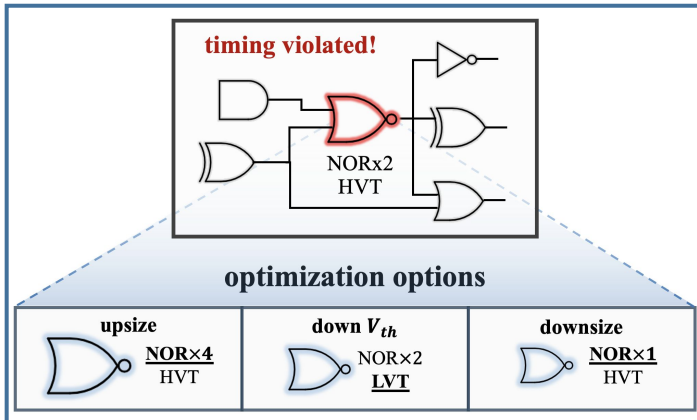 timing violated!
NORx2
HVT
optimization options
upsize
NOR×4
HVT
down V_th
NOR×2
LVT
downsize
NOR×1
HVT